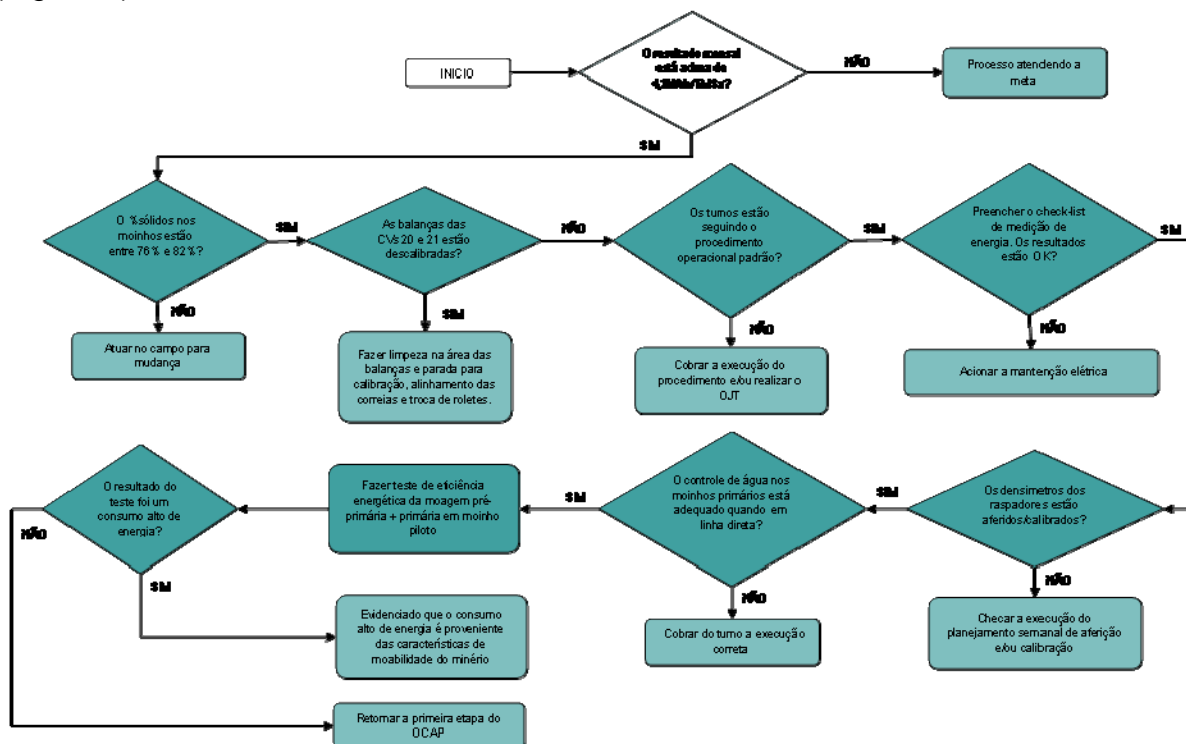 INICIO
O resultado mensal
está acima de
NÃO
Processo atendendo a
meta
SIM
O %sólidos nos
moinhos estão
entre 76% e 82%?
SIM
As balanças das
CVs 20 e 21 estão
descalibradas?
NÃO
Os turnos estão
seguindo o
procedimento
operacional padrão?
SIM
Preencher o check-list
de medição de
energia. Os resultados
estão OK?
SIM
NÃO
Atuar no campo para
mudança
SIM
Fazer limpeza na área das
balanças e parada para
calibração, alinhamento das
correias e troca de roletes.
NÃO
Cobrar a execução do
procedimento e/ou realizar o
OJT
NÃO
Acionar a mantenção elétrica
O resultado do
teste foi um
consumo alto de
energia?
Fazer teste de eficiência
energética da moagem pré-
primária + primária em moinho
piloto
SIM
O controle de água nos
moinhos primários está
adequado quando em
linha direta?
SIM
Os densimetros dos
raspadores estão
aferidos/calibrados?
NÃO
SIM
Evidenciado que o consumo
alto de energia é proveniente
das características de
moabilidade do minério
NÃO
Cobrar do turno a execução
correta
NÃO
Checar a execução do
planejamento semanal de aferição
e/ou calibração
Retornar a primeira etapa do
OCAP